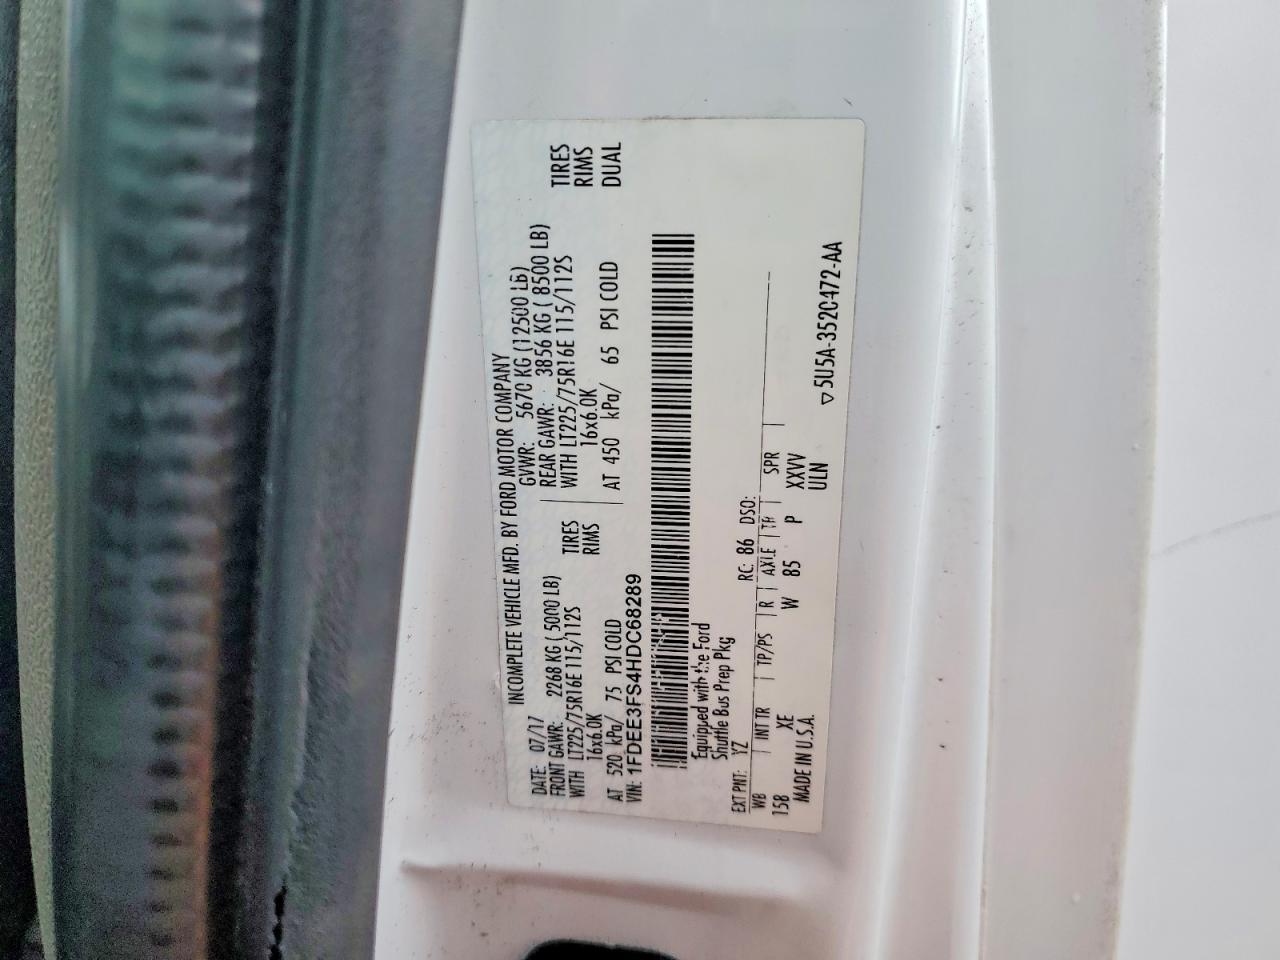 INCOMPLETE VEHICLE MFD. BY FORD MOTOR COMPANY
DATE: 07/17 GVWR: 5670 KG (12500 LB)
FRONT GAWR: 2268 KG ( 5000 LB) REAR GAWR: 3856 KG ( 8500 LB)
WITH LT225/75R16E 115/112S TIRES WITH LT225/75R16E 115/112S TIRES
16x6.0K RIMS 16x6.0K RIMS
AT 520 kPa/ 75 PSI COLD AT 450 kPa/ 65 PSI COLD DUAL
VIN: 1FDEE3FS4HDC68289
Equipped with the Ford
Shuttle Bus Prep Pkg
EXT PNT: YZ RC: 86 DSO:
WB INT TR TP/PS R AXLE TR SPR
158 XE W 85 P XXVV
MADE IN U.S.A. ULN
▽5U5A-3520472-AA